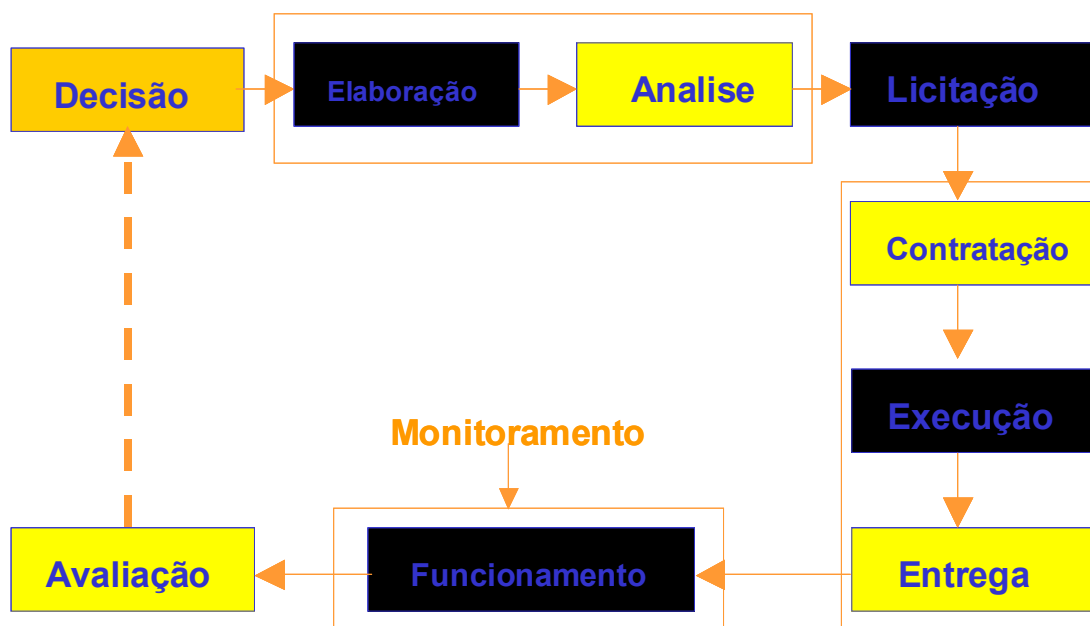 Decisão
Elaboração
Analise
Licitação
Contratação
Execução
Monitoramento
Avaliação
Funcionamento
Entrega